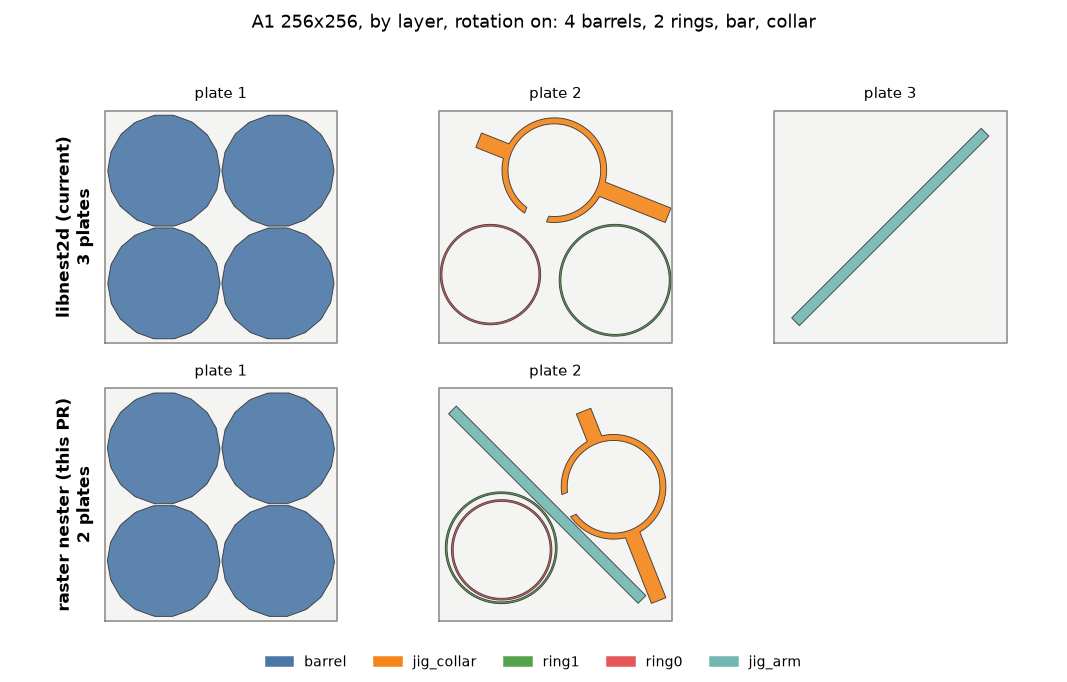 A1 256x256, by layer, rotation on: 4 barrels, 2 rings, bar, collar
plate 1
plate 2
plate 3
libnest2d (current)
3 plates
plate 1
plate 2
raster nester (this PR)
2 plates
barrel
jig_collar
ring1
ring0
jig_arm